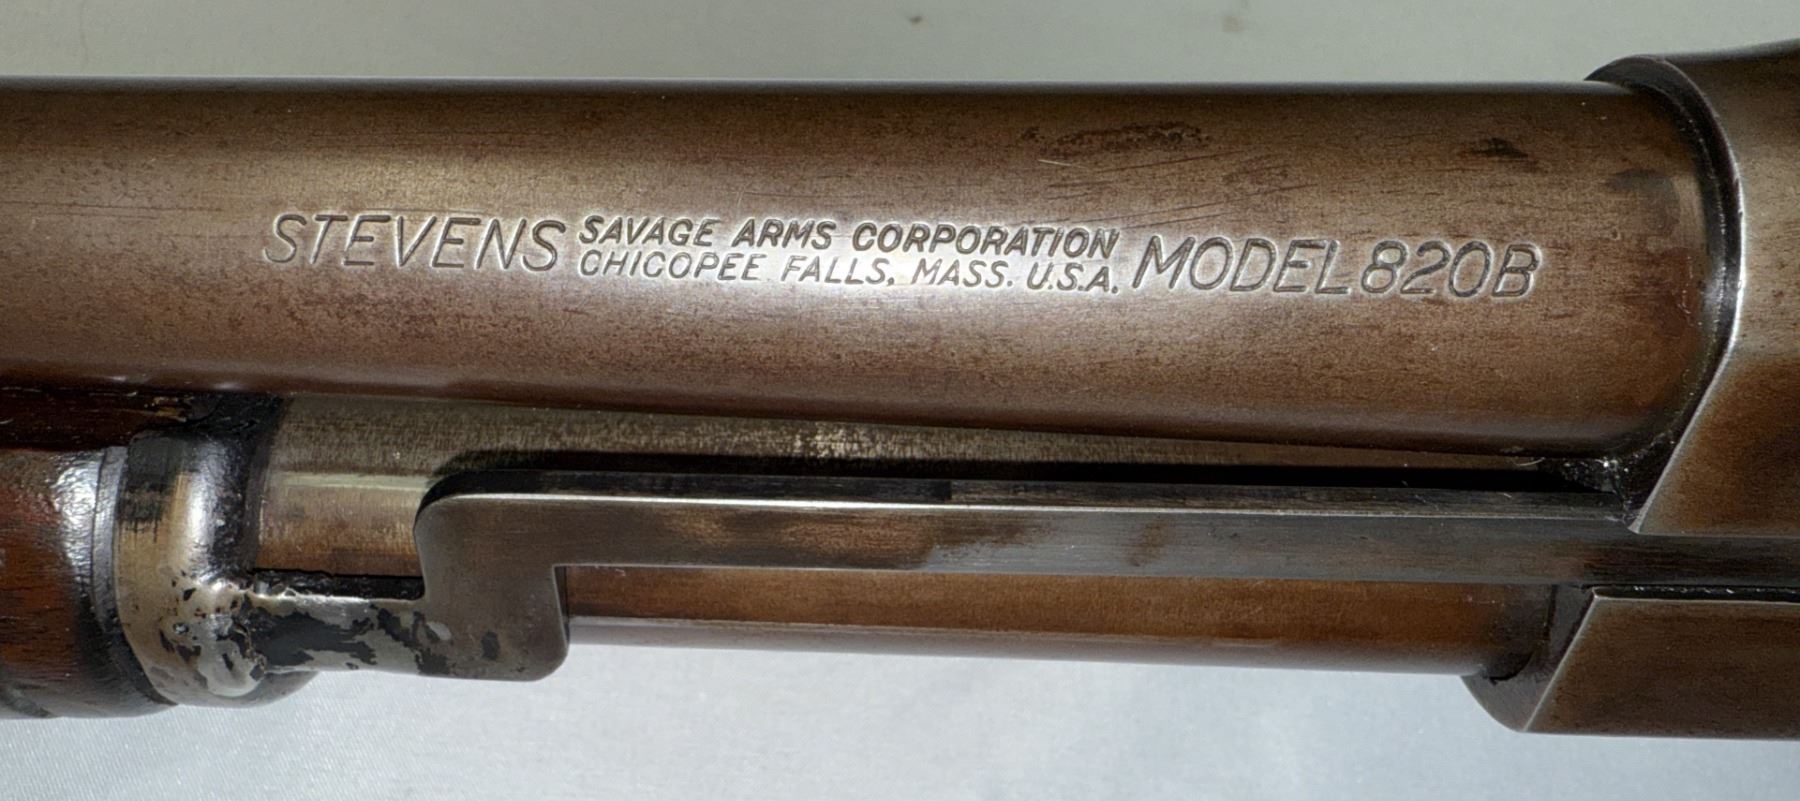 STEVENS SAVAGE ARMS CORPORATION MODEL 820B
CHICOPEE FALLS, MASS. U.S.A.